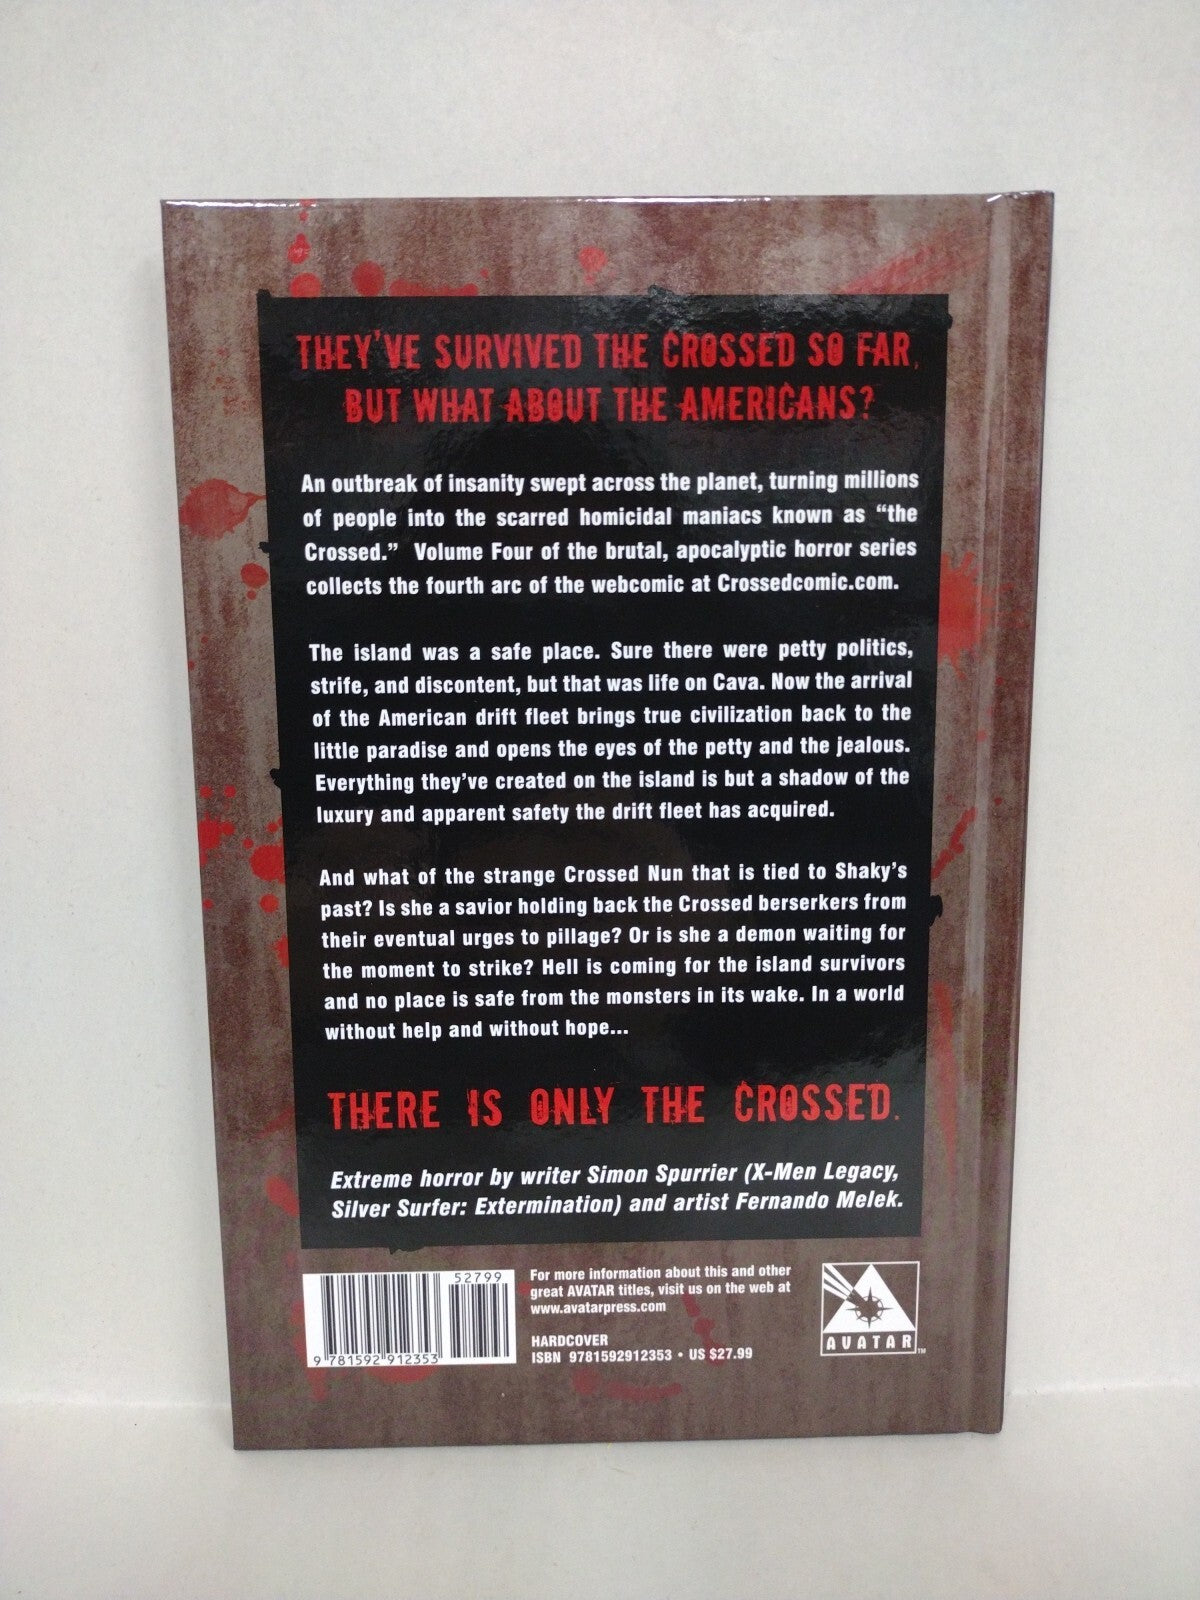 THEY'VE SURVIVED THE CROSSED SO FAR,
BUT WHAT ABOUT THE AMERICANS?
An outbreak of insanity swept across the planet, turning millions
of people into the scarred homicidal maniacs known as "the
Crossed." Volume Four of the brutal, apocalyptic horror series
collects the fourth arc of the webcomic at Crossedcomic.com.
The island was a safe place. Sure there were petty politics,
strife, and discontent, but that was life on Cava. Now the arrival
of the American drift fleet brings true civilization back to the
little paradise and opens the eyes of the petty and the jealous.
Everything they've created on the island is but a shadow of the
luxury and apparent safety the drift fleet has acquired.
And what of the strange Crossed Nun that is tied to Shaky's
past? Is she a savior holding back the Crossed berserkers from
their eventual urges to pillage? Or is she a demon waiting for
the moment to strike? Hell is coming for the island survivors
and no place is safe from the monsters in its wake. In a world
without help and without hope...
THERE IS ONLY THE CROSSED.
Extreme horror by writer Simon Spurrier (X-Men Legacy,
Silver Surfer: Extermination) and artist Fernando Melek.
52799
9 781592 912353
For more information about this and other
great AVATAR titles, visit us on the web at
www.avatarpress.com
HARDCOVER
ISBN 9781592912353 • US $27.99
AVATAR™